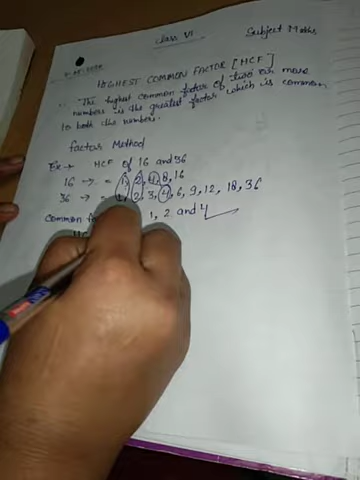 Class VI
Subject Maths
HIGHEST COMMON FACTOR [HCF]
"The highest common factor of two or more
numbers is the greatest factor which is common
to both the numbers.
Factors Method
Ex → HCF of 16 and 36
16 → = 1, 2, 4, 8, 16
36 → = 1, 2, 3, 4, 6, 9, 12, 18, 36
Common 1, 2 and 4